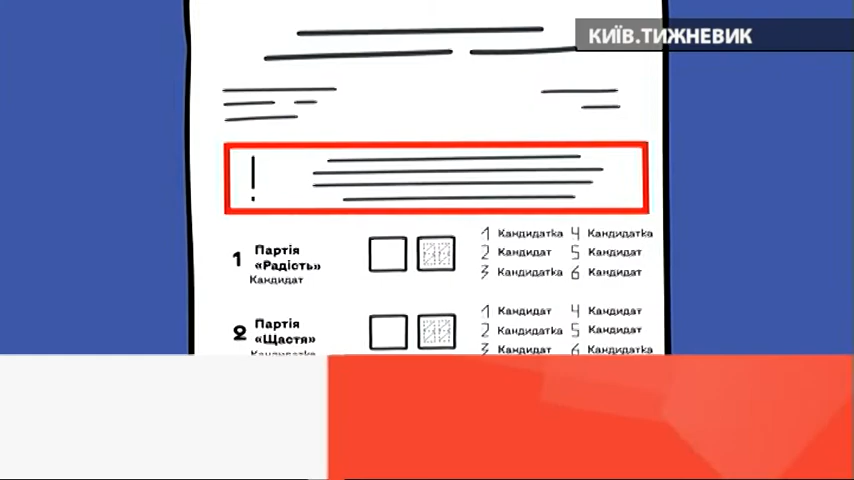 КИЇВ.ТИЖНЕВИК
!
1 Партія «Радість»
Кандидат
1 Кандидатка 4 Кандидатка
2 Кандидат 5 Кандидат
3 Кандидатка 6 Кандидат
2 Партія «Щастя»
Кандидатка
1 Кандидат 4 Кандидат
2 Кандидатка 5 Кандидат
3 Кандидат 6 Кандидатка